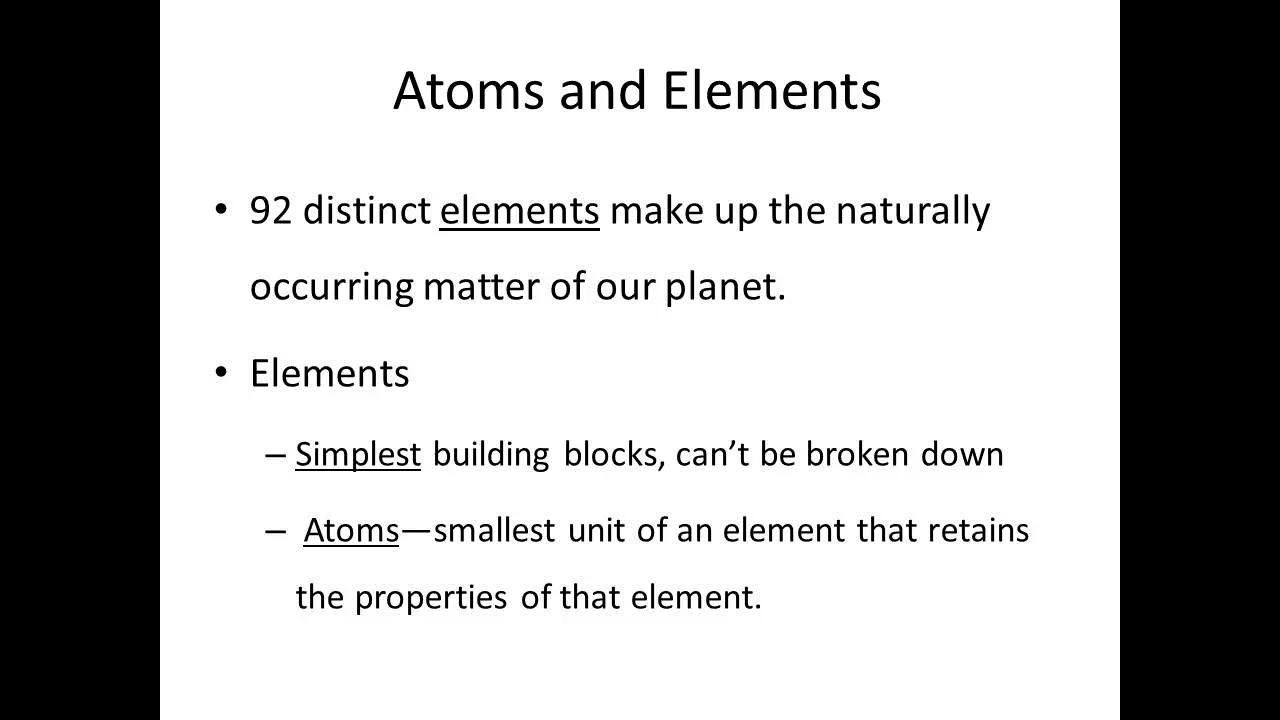 Atoms and Elements
• 92 distinct elements make up the naturally
occurring matter of our planet.
• Elements
– Simplest building blocks, can’t be broken down
– Atoms—smallest unit of an element that retains
the properties of that element.